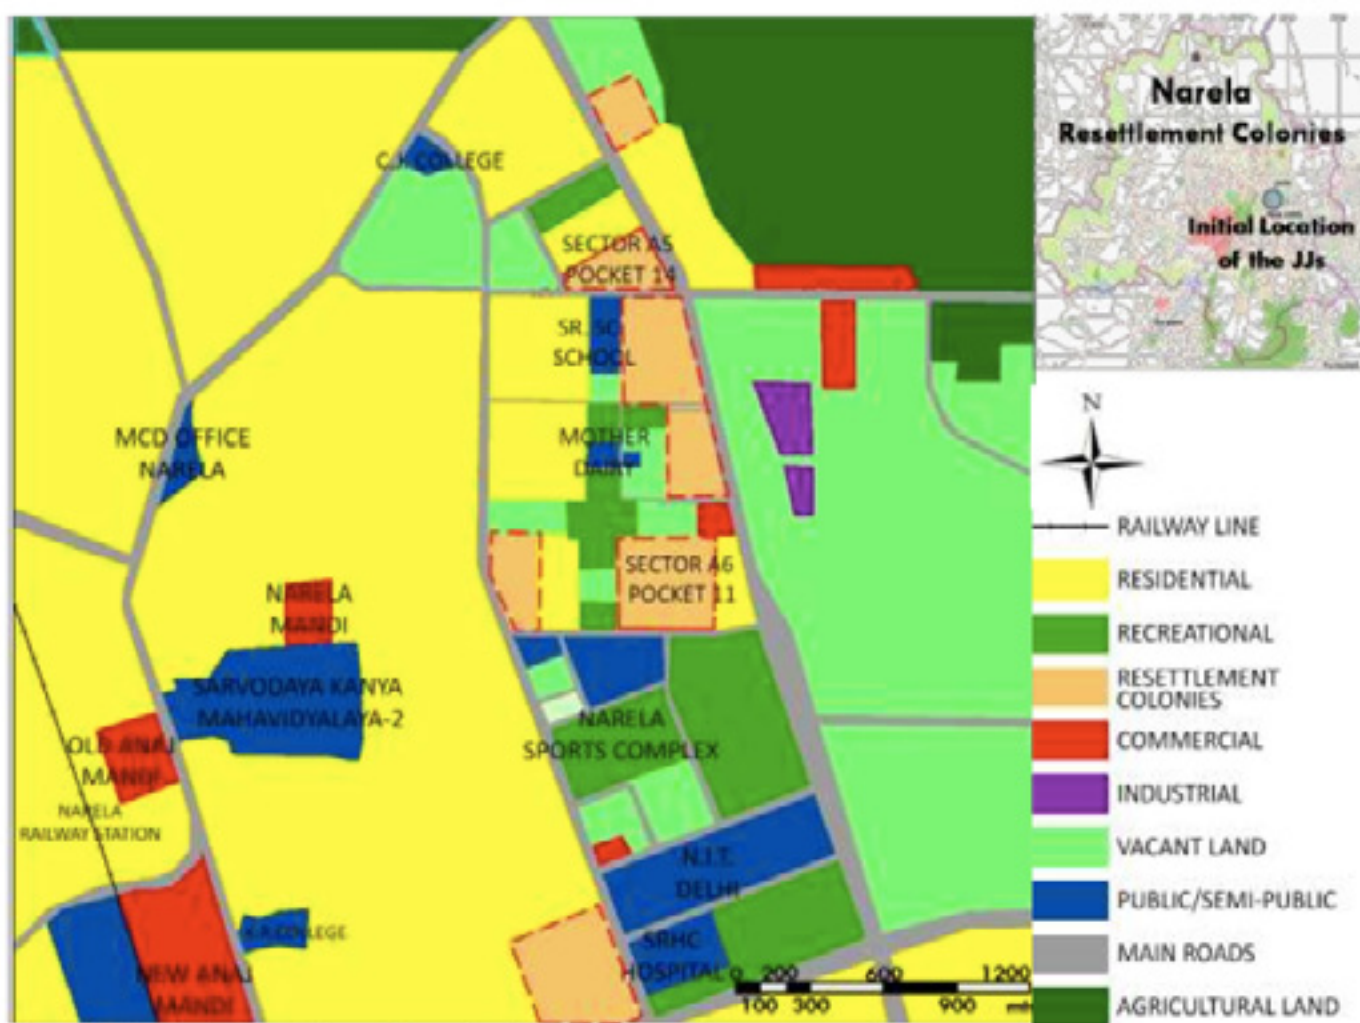 Narela
Resettlement Colonies
Initial Location
of the JJs
C.J. COLLEGE
SECTOR A5
POCKET 14
SR. SC
SCHOOL
MCD OFFICE
NARELA
MOTHER
DAIRY
SECTOR A6
POCKET 11
NARELA
MANDI
SARVODAYA KANYA
MAHAVIDYALAYA-2
NARELA
SPORTS COMPLEX
OLD ANAJ
MANDI
NARELA
RAILWAY STATION
N.I.T.
DELHI
COLLEGE
SRHC
HOSPITAL
NEW ANAJ
MANDI
0 200 600 1200
100 300 900 mt
N
RAILWAY LINE
RESIDENTIAL
RECREATIONAL
RESETTLEMENT
COLONIES
COMMERCIAL
INDUSTRIAL
VACANT LAND
PUBLIC/SEMI-PUBLIC
MAIN ROADS
AGRICULTURAL LAND